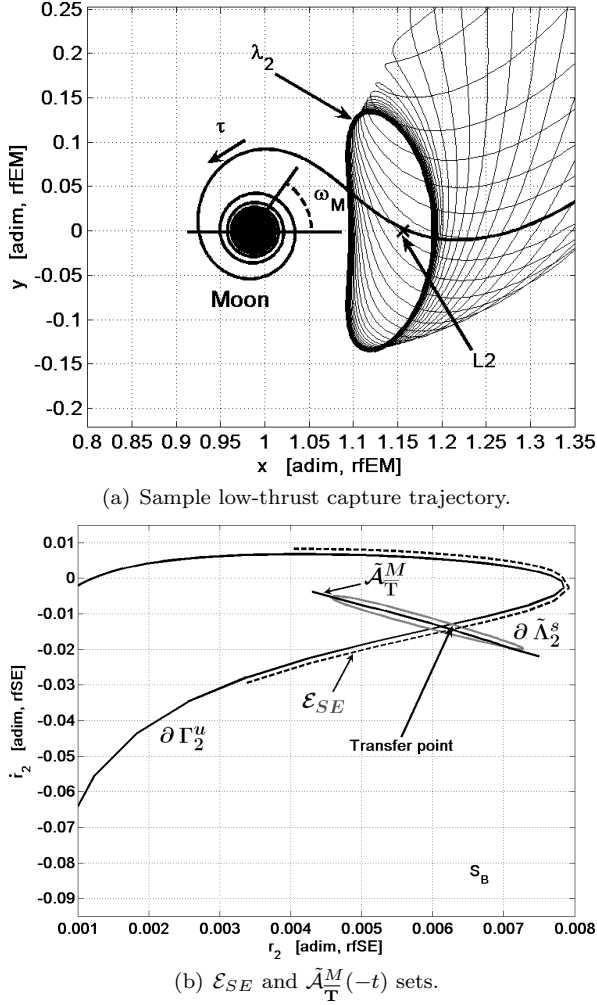 0.25
0.2
0.15
0.1
0.05
0
-0.05
-0.1
-0.15
-0.2
y [adim, rfEM]
λ₂
τ
ω_M
Moon
L2
0.8 0.85 0.9 0.95 1 1.05 1.1 1.15 1.2 1.25 1.3 1.35
x [adim, rfEM]
(a) Sample low-thrust capture trajectory.
0.01
0
-0.01
-0.02
-0.03
-0.04
-0.05
-0.06
-0.07
-0.08
-0.09
ṙ₂ [adim, rfSE]
𝒜̃_T̅^M
∂ Λ̃₂ˢ
ℰ_SE
∂ Γ₂ᵘ
Transfer point
S_B
0.001 0.002 0.003 0.004 0.005 0.006 0.007 0.008
r₂ [adim, rfSE]
(b) ℰ_SE and 𝒜̃_T̅^M(−t) sets.